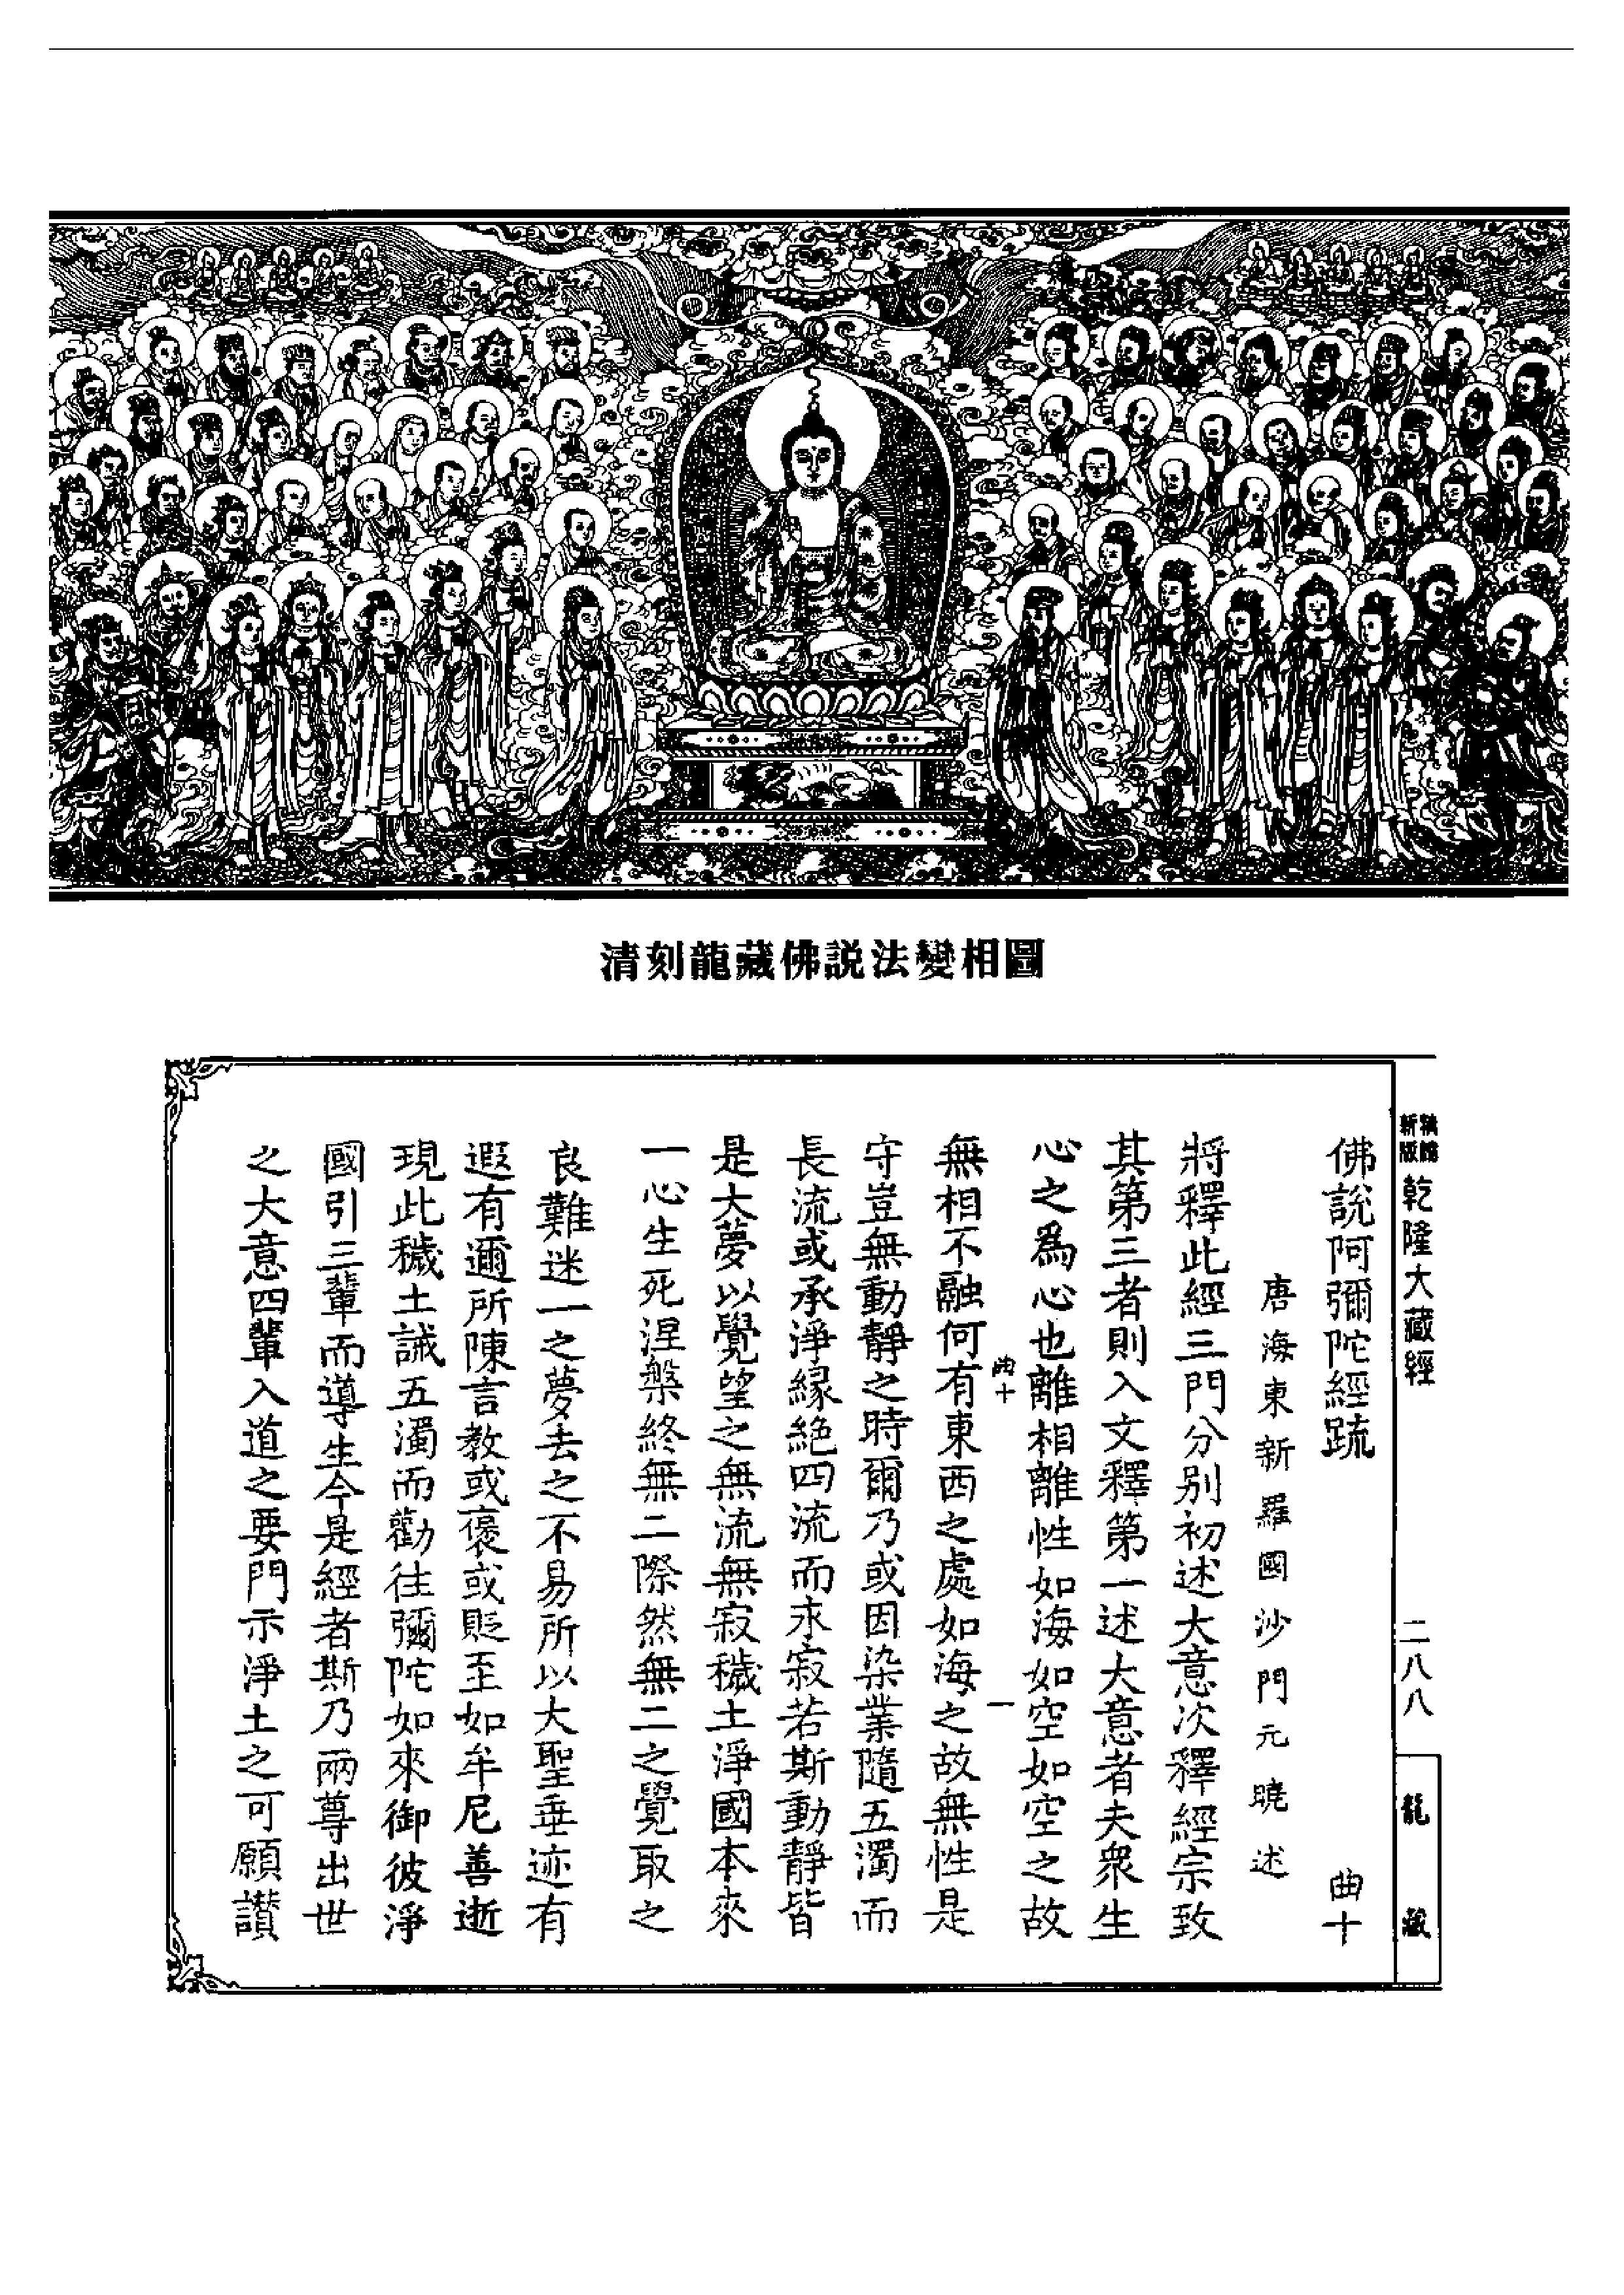 清刻龍藏佛説法變相圖
新版
乾隆大藏經
二八八
龍藏
佛説阿彌陀經䟽
曲十
唐海東新羅國沙門元曉述
將釋此經三門分别初述大意次釋經宗致
其第三者則入文釋第一述大意者夫衆生
心之爲心也離相離性如海如空如空之故
曲十
一
無相不融何有東西之處如海之故無性是
守豈無動靜之時爾乃或因染業隨五濁而
長流或承淨緣絶四流而永寂若斯動靜皆
是大夢以覺望之無流無寂穢土淨國本來
一心生死涅槃終無二際然無二之覺取之
良難迷一之夢去之不易所以大聖垂迹有
遐有邇所陳言教或褒或貶至如牟尼善逝
現此穢土誡五濁而勸往彌陀如來御彼淨
國引三輩而導生今是經者斯乃兩尊出世
之大意四輩入道之要門示淨土之可願讃